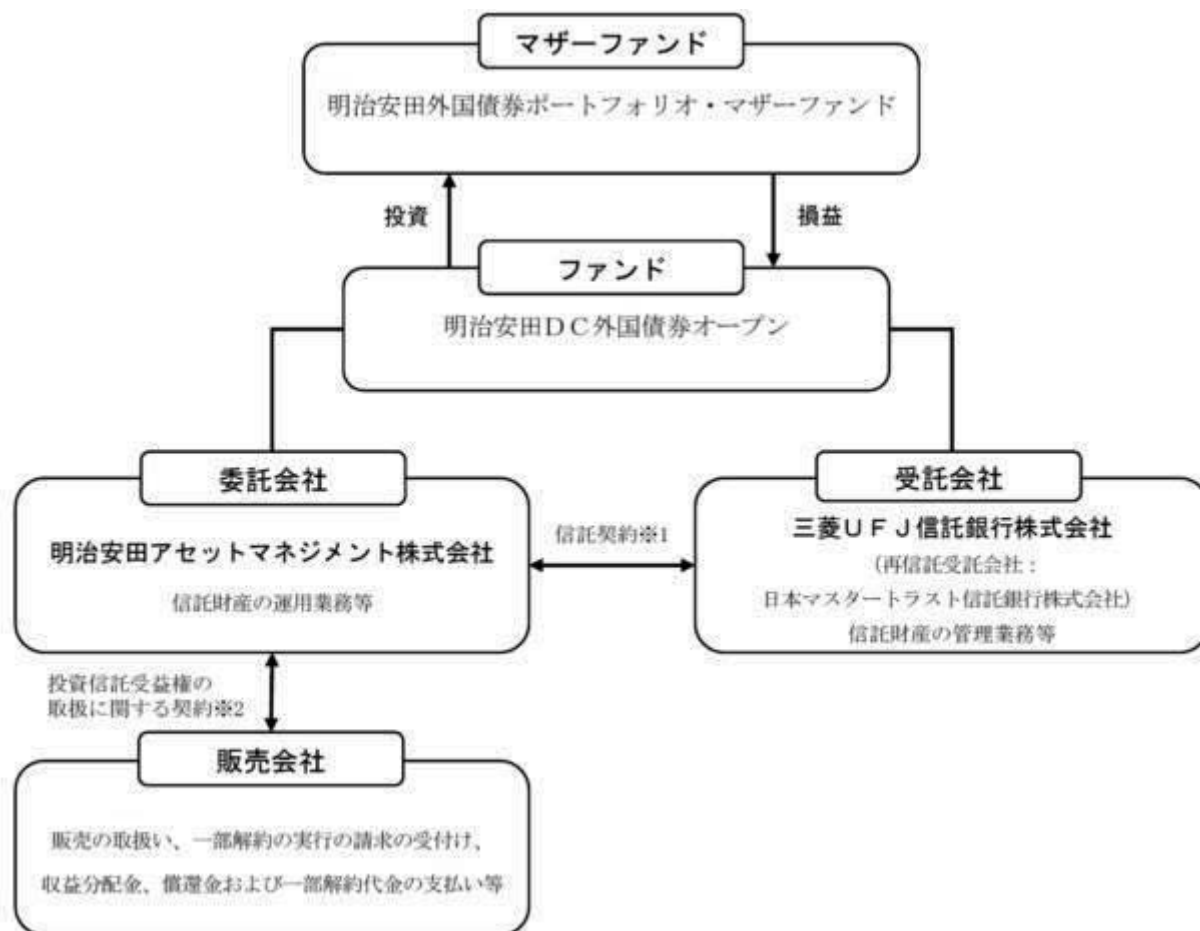 マザーファンド
明治安田外国債券ポートフォリオ・マザーファンド
投資
損益
ファンド
明治安田ＤＣ外国債券オープン
委託会社
明治安田アセットマネジメント株式会社
信託財産の運用業務等
信託契約※1
受託会社
三菱ＵＦＪ信託銀行株式会社
（再信託受託会社：
日本マスタートラスト信託銀行株式会社）
信託財産の管理業務等
投資信託受益権の
取扱に関する契約※2
販売会社
販売の取扱い、一部解約の実行の請求の受付け、
収益分配金、償還金および一部解約代金の支払い等